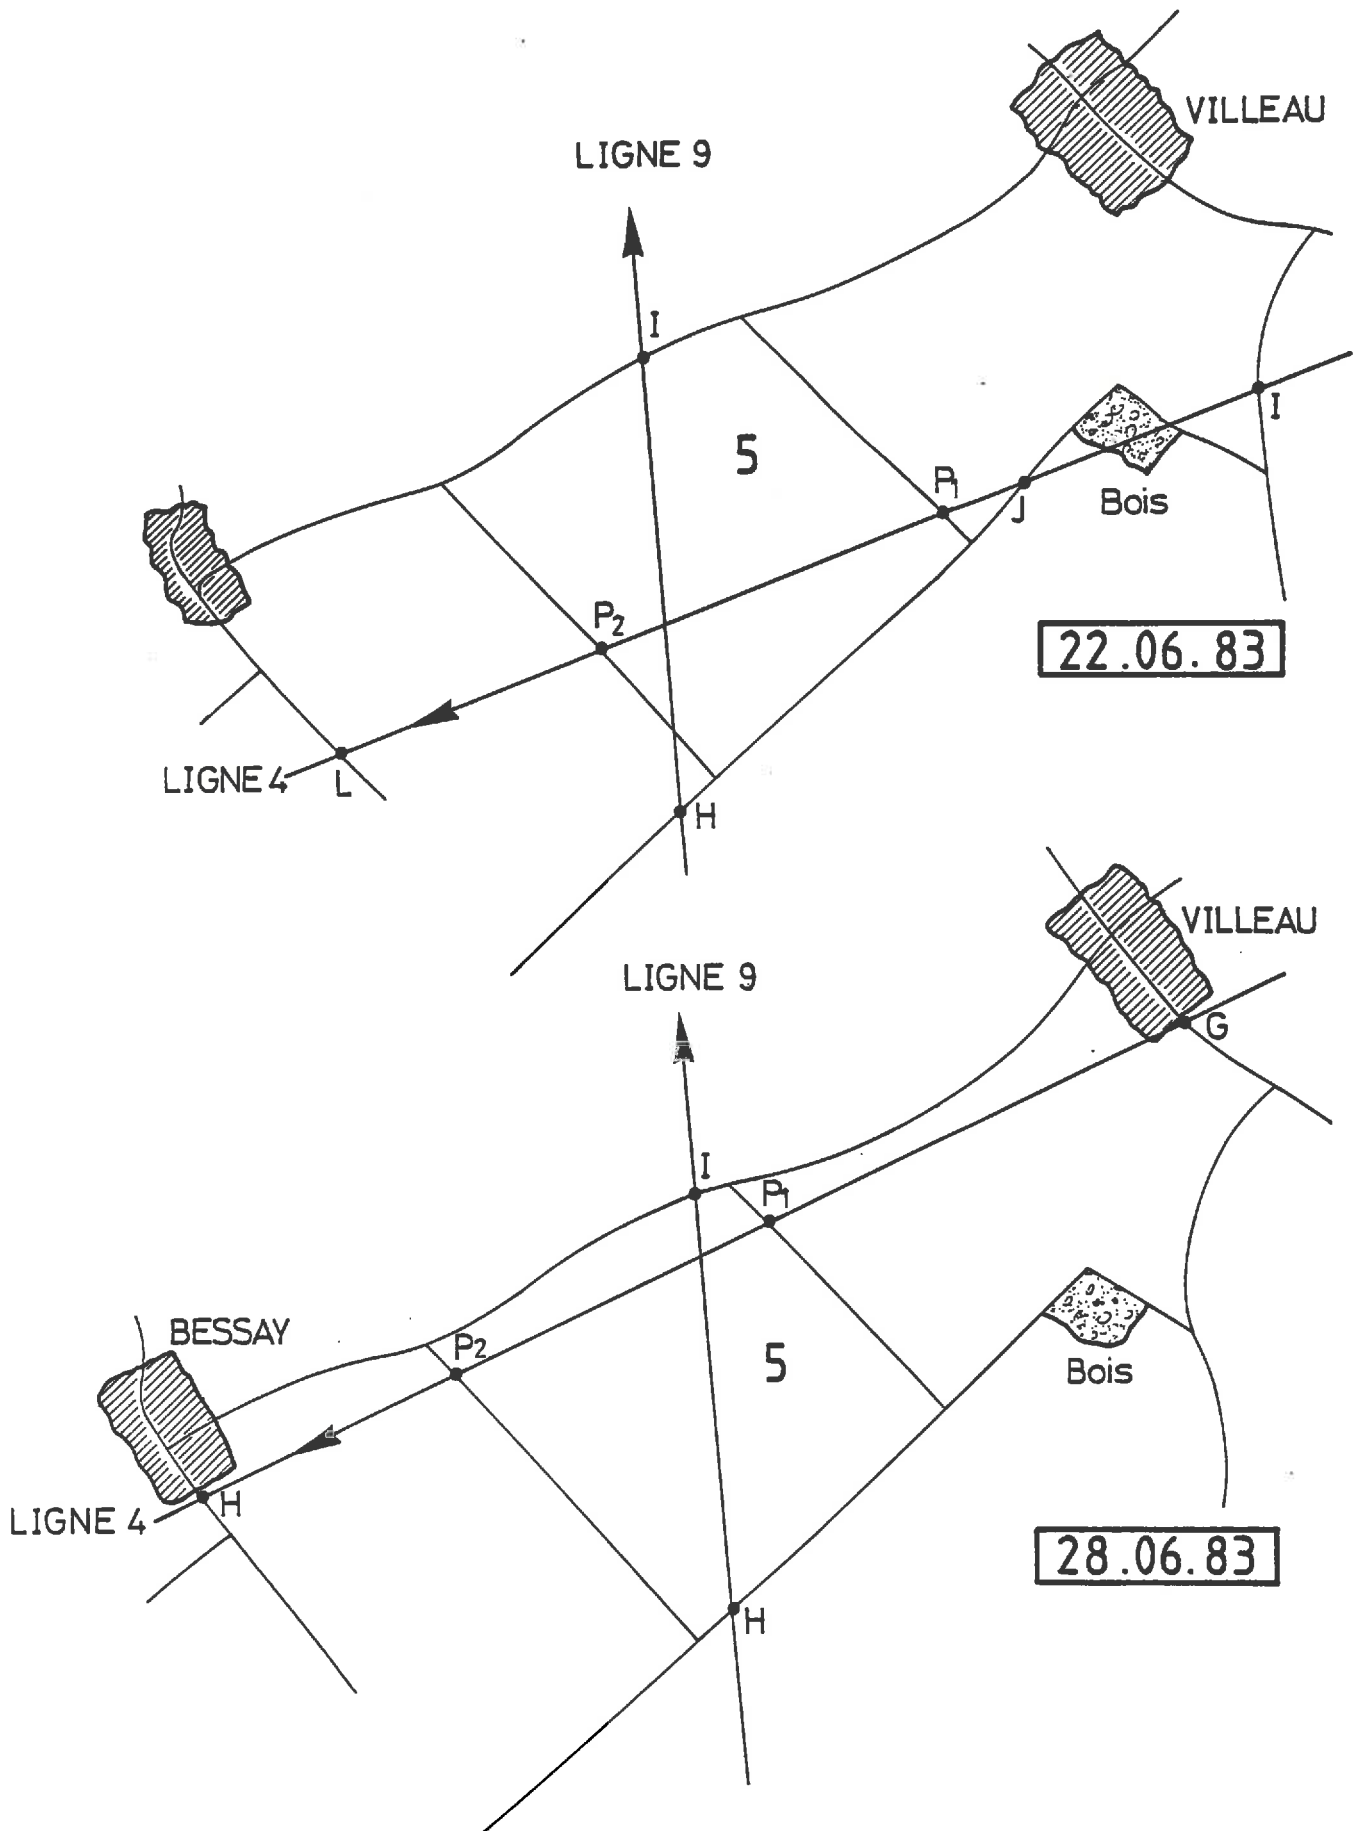 VILLEAU
LIGNE 9
I
5
I
P1
J
Bois
P2
22.06.83
LIGNE 4
L
H
VILLEAU
LIGNE 9
G
I
P1
BESSAY
P2
5
Bois
H
LIGNE 4
28.06.83
H